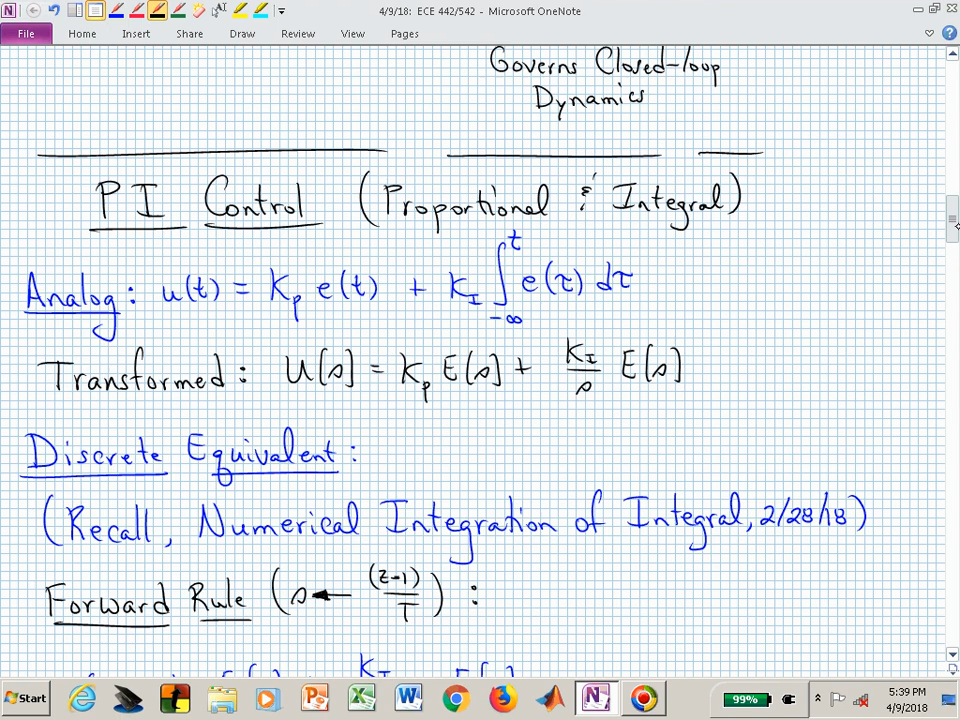 4/9/18: ECE 442/542 - Microsoft OneNote
File Home Insert Share Draw Review View Pages
Governs Closed-loop
Dynamics
PI Control (Proportional & Integral)
Analog: u(t) = Kp e(t) + KI ∫_{-∞}^{t} e(τ) dτ
Transformed: U[s] = Kp E[s] + KI/s E[s]
Discrete Equivalent:
(Recall, Numerical Integration of Integral, 2/28/18)
Forward Rule (s ← (z-1)/T) :
KI
Start
99%
5:39 PM
4/9/2018